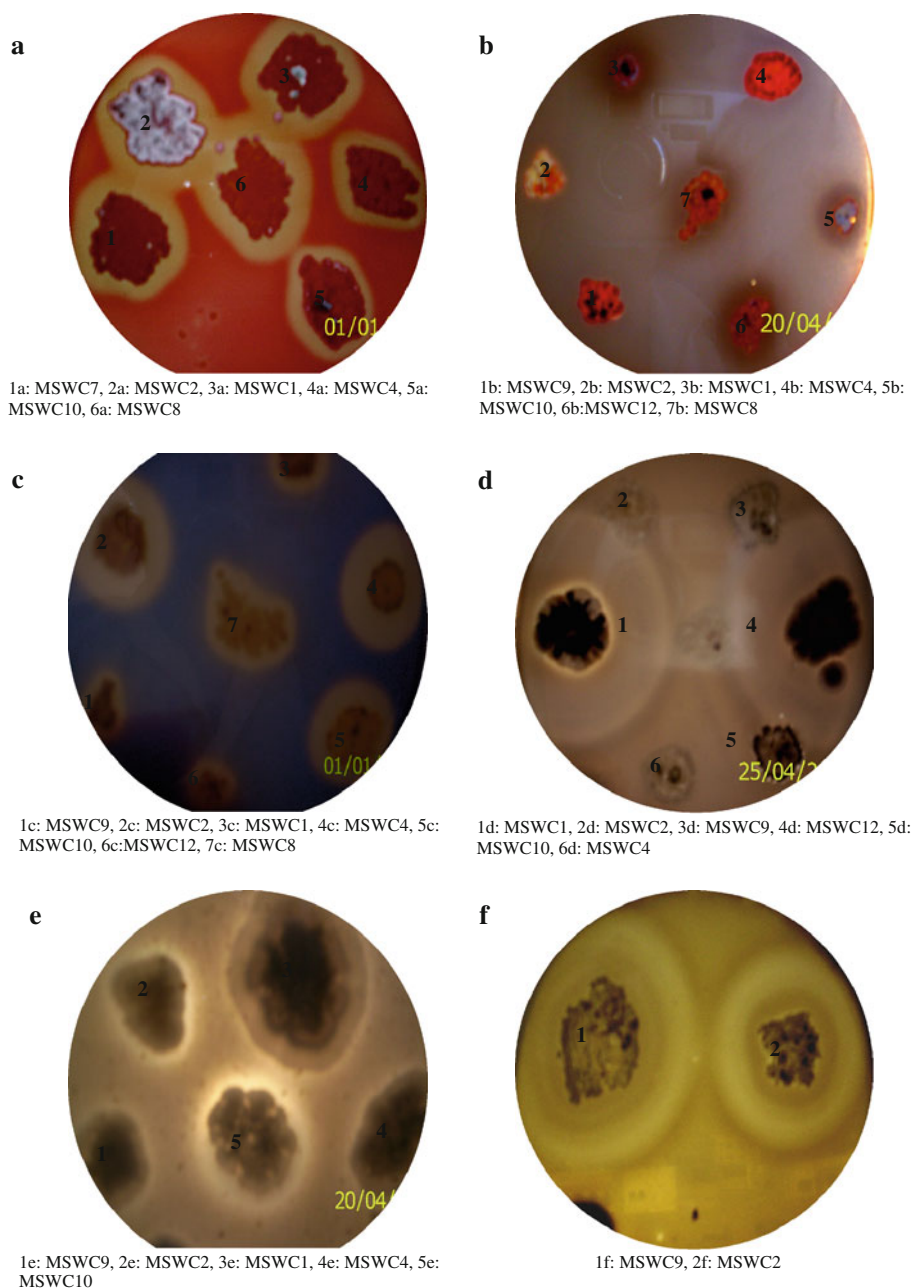 a
3
2
4
6
1
5
01/01
1a: MSWC7, 2a: MSWC2, 3a: MSWC1, 4a: MSWC4, 5a:
MSWC10, 6a: MSWC8
b
3
4
2
7
5
1
6
20/04/
1b: MSWC9, 2b: MSWC2, 3b: MSWC1, 4b: MSWC4, 5b:
MSWC10, 6b:MSWC12, 7b: MSWC8
c
3
2
4
7
1
5
6
01/01
1c: MSWC9, 2c: MSWC2, 3c: MSWC1, 4c: MSWC4, 5c:
MSWC10, 6c:MSWC12, 7c: MSWC8
d
2
3
1
4
5
6
25/04/2
1d: MSWC1, 2d: MSWC2, 3d: MSWC9, 4d: MSWC12, 5d:
MSWC10, 6d: MSWC4
e
2
1
5
4
20/04/
1e: MSWC9, 2e: MSWC2, 3e: MSWC1, 4e: MSWC4, 5e:
MSWC10
f
1
2
1f: MSWC9, 2f: MSWC2